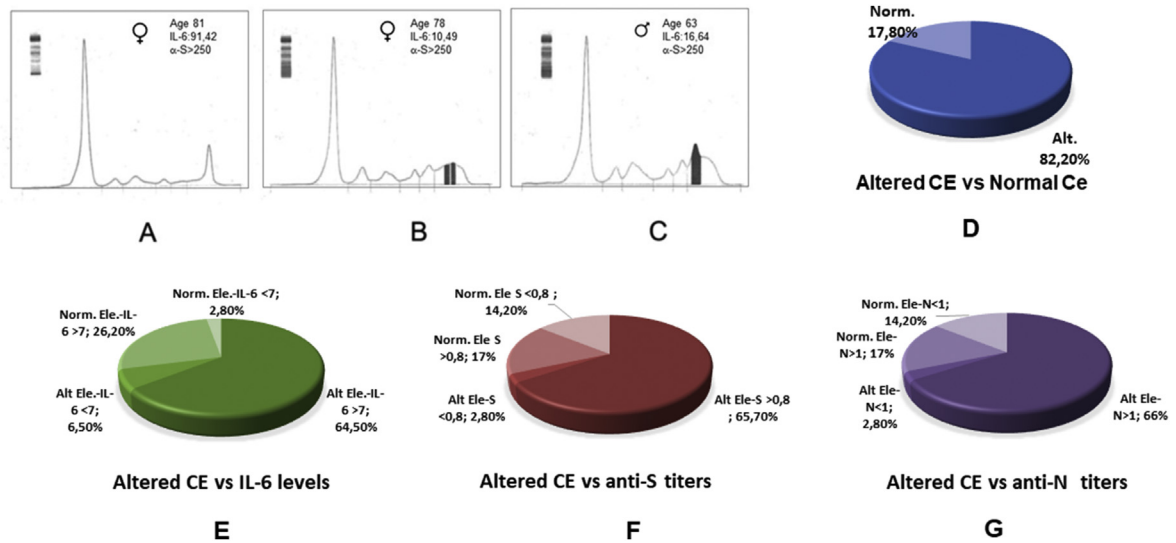 Age 81
IL-6:91,42
α-S>250
A
Age 78
IL-6:10,49
α-S>250
B
Age 63
IL-6:16,64
α-S>250
C
Norm.
17,80%
Alt.
82,20%
Altered CE vs Normal Ce
D
Norm. Ele.-IL-6 <7;
2,80%
Norm. Ele.-IL-
6 >7; 26,20%
Alt Ele.-IL-
6 <7;
6,50%
Alt Ele.-IL-
6 >7;
64,50%
Altered CE vs IL-6 levels
E
Norm. Ele S <0,8 ;
14,20%
Norm. Ele S
>0,8; 17%
Alt Ele-S
<0,8; 2,80%
Alt Ele-S >0,8
; 65,70%
Altered CE vs anti-S titers
F
Norm. Ele-N<1;
14,20%
Norm. Ele-
N>1; 17%
Alt Ele-
N<1;
2,80%
Alt Ele-
N>1; 66%
Altered CE vs anti-N titers
G